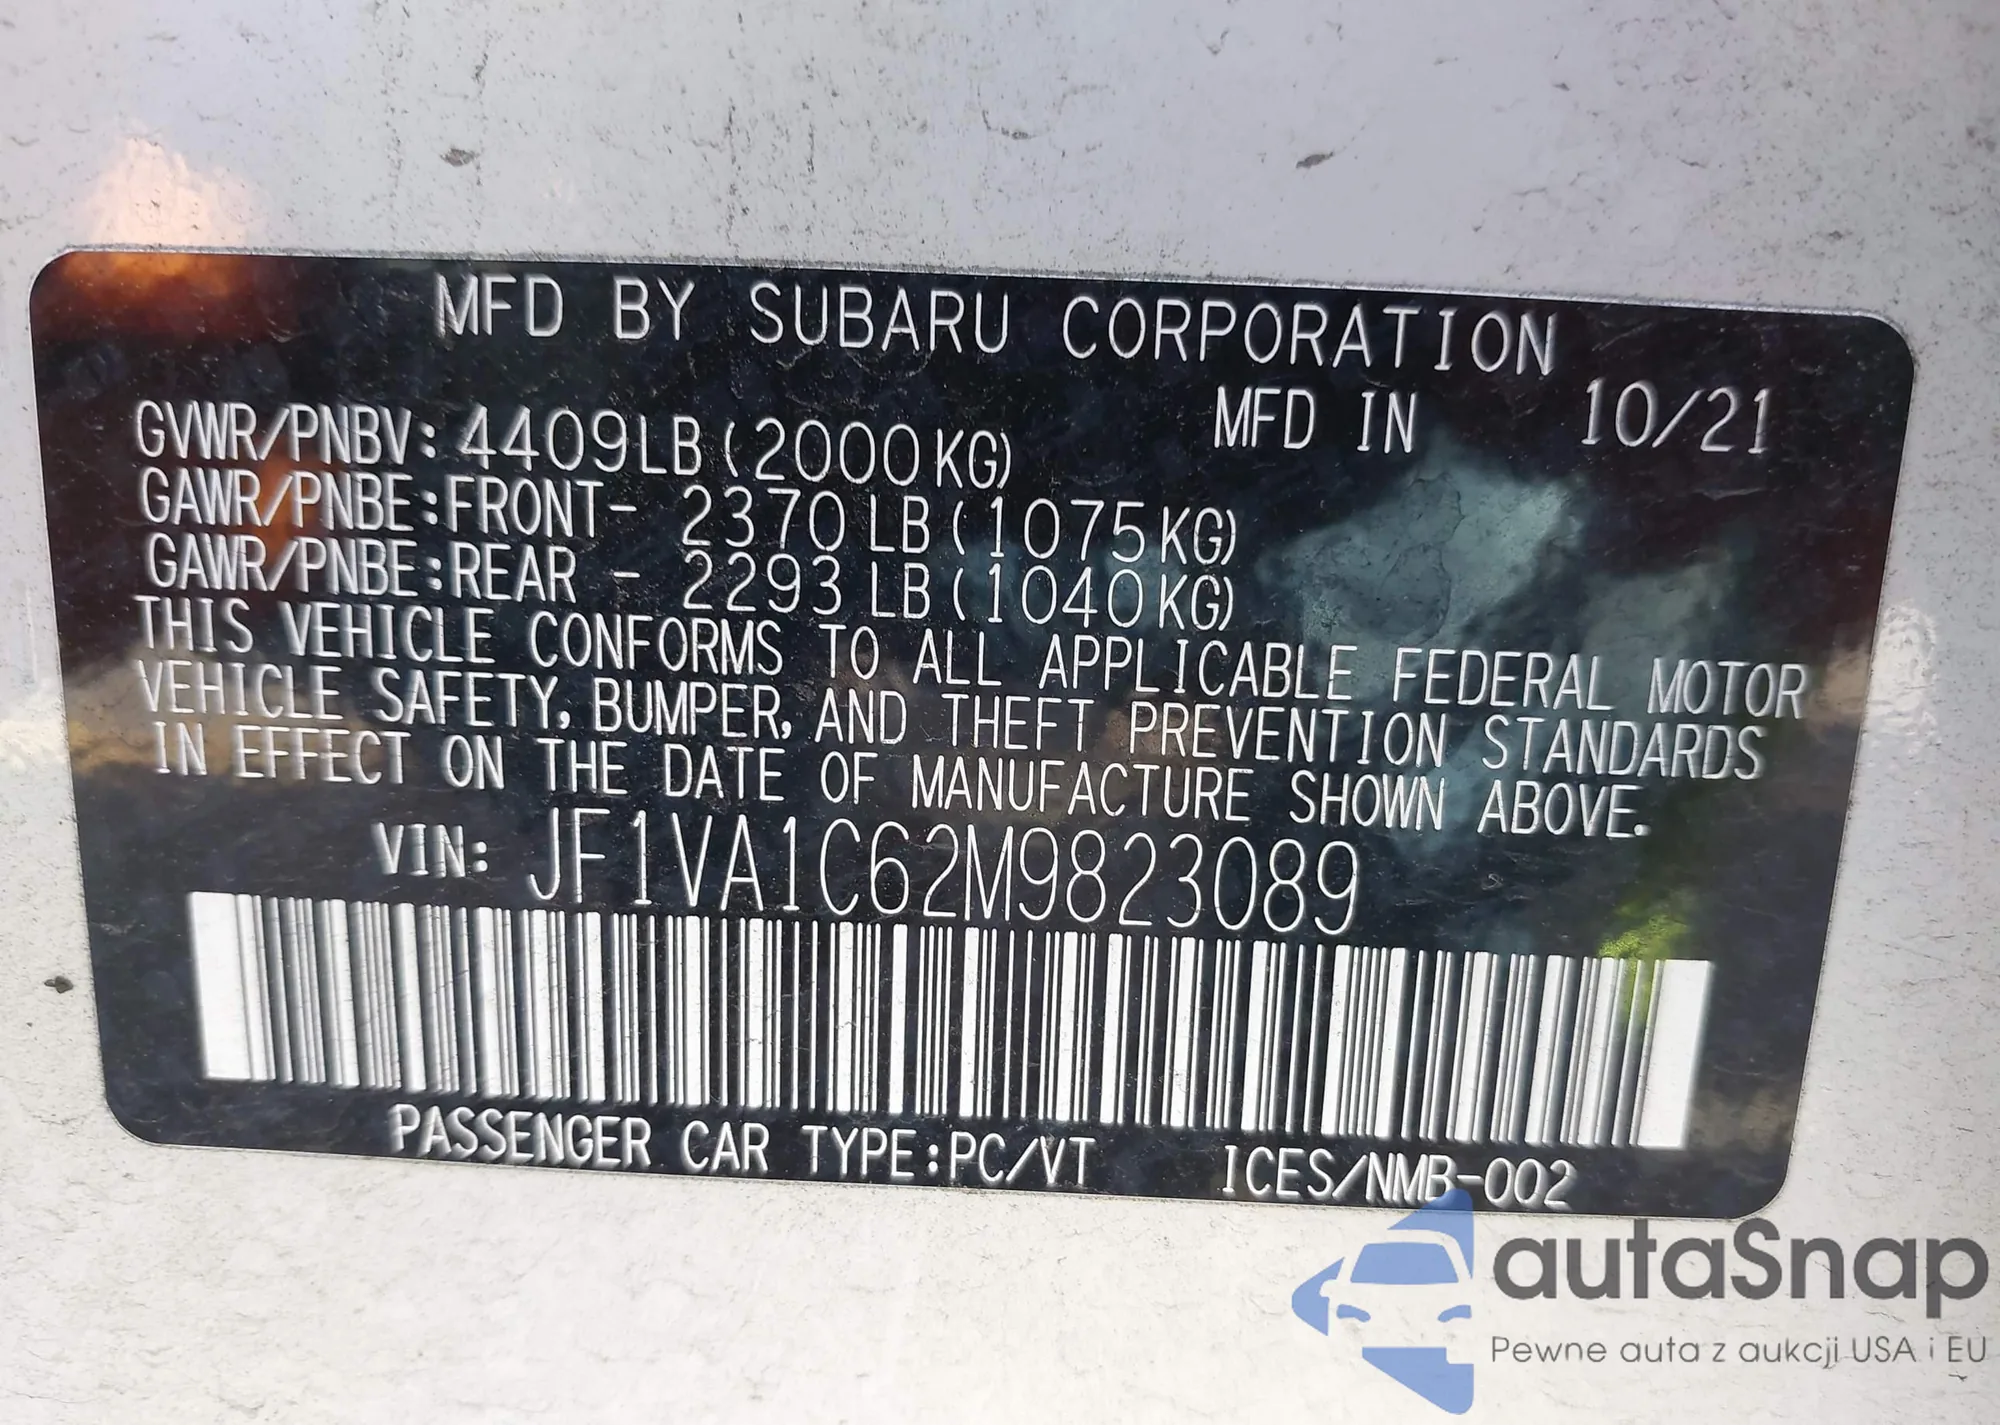 MFD BY SUBARU CORPORATION
MFD IN 10/21
GVWR/PNBV: 4409LB (2000KG)
GAWR/PNBE:FRONT- 2370 LB (1075KG)
GAWR/PNBE:REAR - 2293 LB (1040KG)
THIS VEHICLE CONFORMS TO ALL APPLICABLE FEDERAL MOTOR
VEHICLE SAFETY, BUMPER, AND THEFT PREVENTION STANDARDS
IN EFFECT ON THE DATE OF MANUFACTURE SHOWN ABOVE.
VIN: JF1VA1C62M9823089
PASSENGER CAR TYPE:PC/VT ICES/NMB-002
autaSnap
Pewne auta z aukcji USA i EU